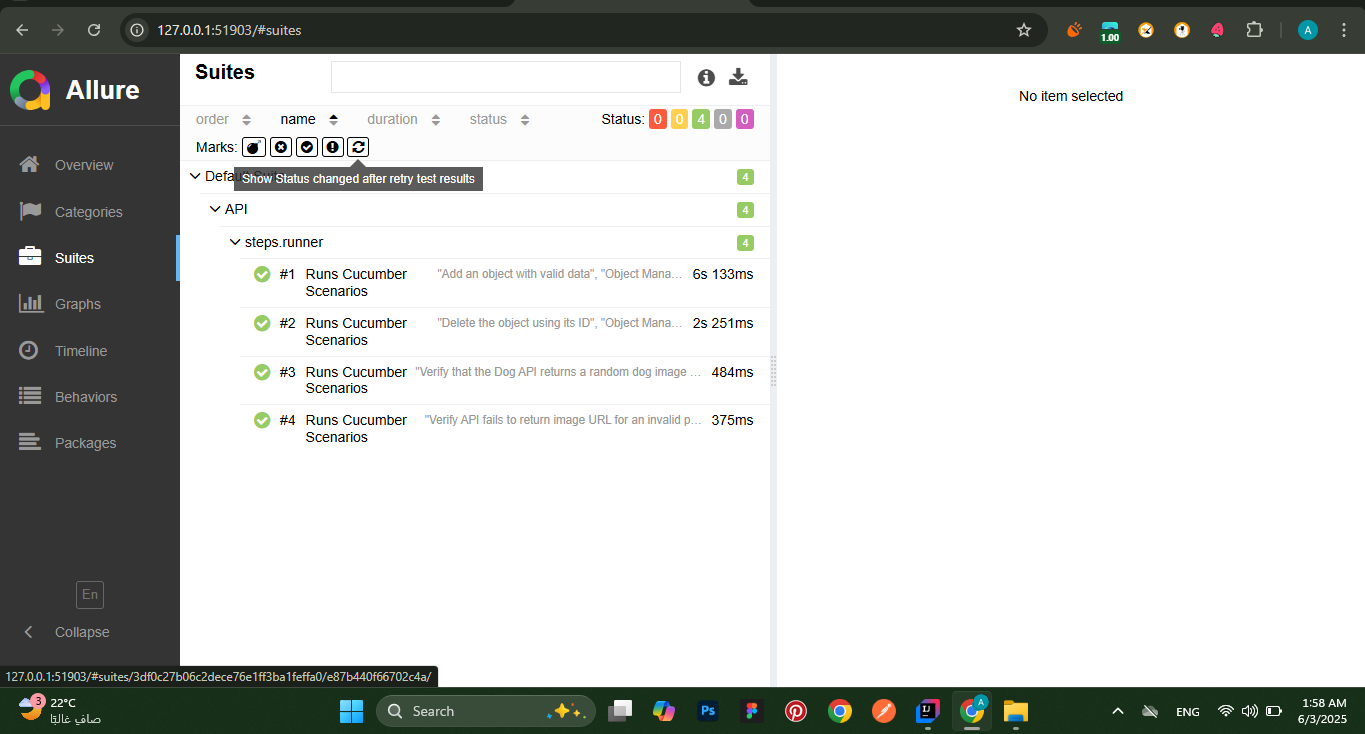 127.0.0.1:51903/#suites
1.00
A
Allure
Overview
Categories
Suites
Graphs
Timeline
Behaviors
Packages
En
Collapse
Suites
order name duration status Status: 0 0 4 0 0
Marks:
Show Status changed after retry test results
4
API 4
steps.runner 4
#1 Runs Cucumber Scenarios "Add an object with valid data", "Object Mana… 6s 133ms
#2 Runs Cucumber Scenarios "Delete the object using its ID", "Object Mana… 2s 251ms
#3 Runs Cucumber Scenarios "Verify that the Dog API returns a random dog image … 484ms
#4 Runs Cucumber Scenarios "Verify API fails to return image URL for an invalid p… 375ms
No item selected
127.0.0.1:51903/#suites/3df0c27b06c2dece76e1ff3ba1feffa0/e87b440f66702c4a/
3
22°C
صافٍ غالبًا
Search
Ps
A
ENG
1:58 AM
6/3/2025